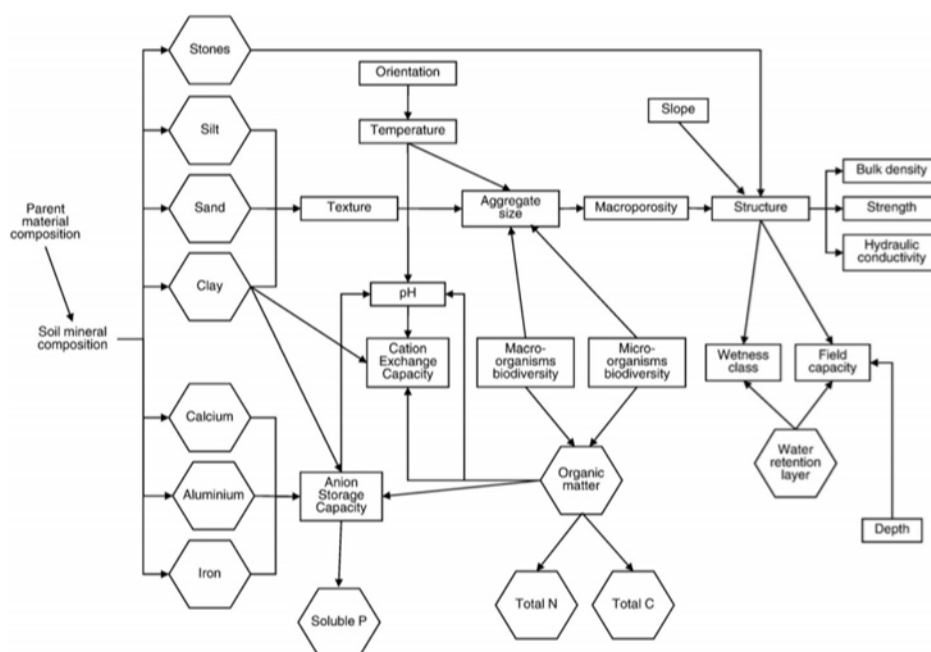 Stones
Orientation
Slope
Silt
Temperature
Bulk density
Parent
material
composition
Sand
Texture
Aggregate
size
Macroporosity
Structure
Strength
Hydraulic
conductivity
Clay
pH
Soil mineral
composition
Cation
Exchange
Capacity
Macro-
organisms
biodiversity
Micro-
organisms
biodiversity
Wetness
class
Field
capacity
Calcium
Water
retention
layer
Aluminium
Anion
Storage
Capacity
Organic
matter
Depth
Iron
Soluble P
Total N
Total C